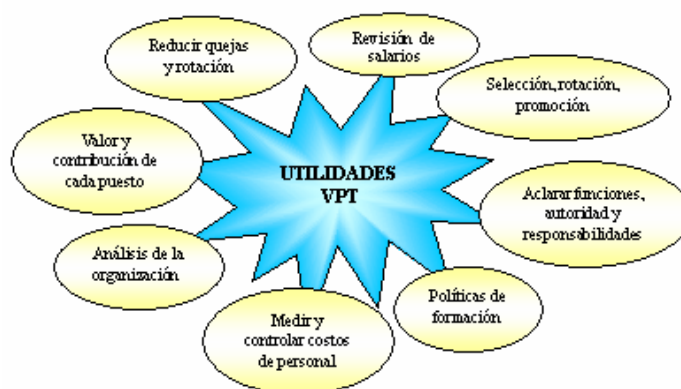 Reducir quejas
y rotación
Revisión de
salarios
Selección, rotación,
promoción
Valor y
contribución de
cada puesto
UTILIDADES
VPT
Aclarar funciones,
autoridad y
responsabilidades
Análisis de la
organización
Políticas de
formación
Medir y
controlar costos
de personal